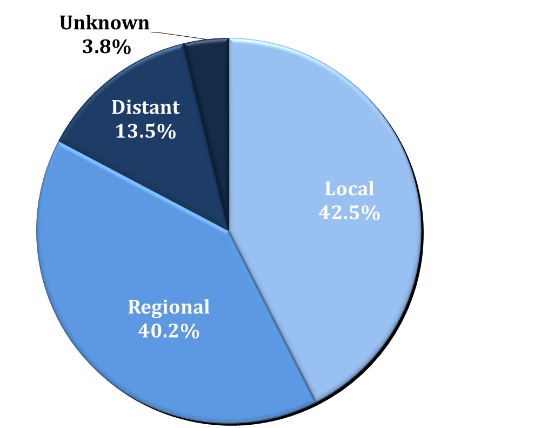 Unknown
3.8%
Distant
13.5%
Local
42.5%
Regional
40.2%